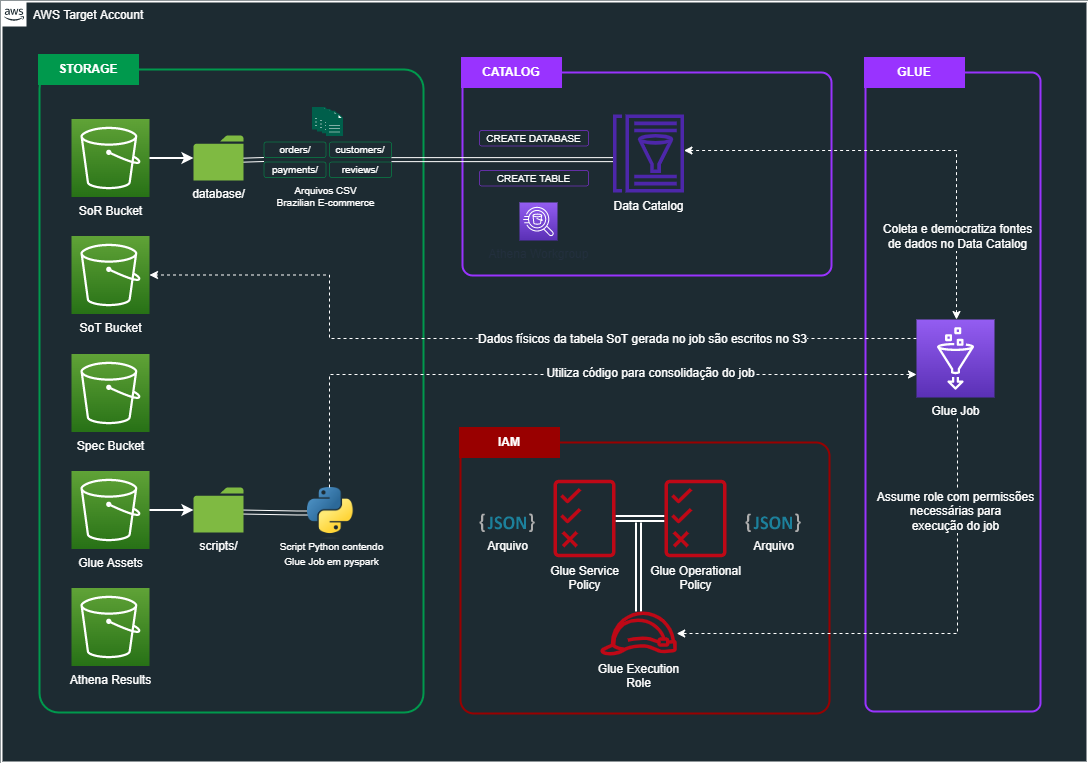 aws
AWS Target Account
STORAGE
SoR Bucket
database/
orders/
customers/
payments/
reviews/
Arquivos CSV
Brazilian E-commerce
SoT Bucket
Spec Bucket
Glue Assets
scripts/
Script Python contendo
Glue Job em pyspark
Athena Results
CATALOG
CREATE DATABASE
CREATE TABLE
Data Catalog
GLUE
Coleta e democratiza fontes
de dados no Data Catalog
Dados físicos da tabela SoT gerada no job são escritos no S3
Utiliza código para consolidação do job
Glue Job
Assume role com permissões
necessárias para
execução do job
IAM
{JSON}
Arquivo
Glue Service
Policy
Glue Operational
Policy
{JSON}
Arquivo
Glue Execution
Role